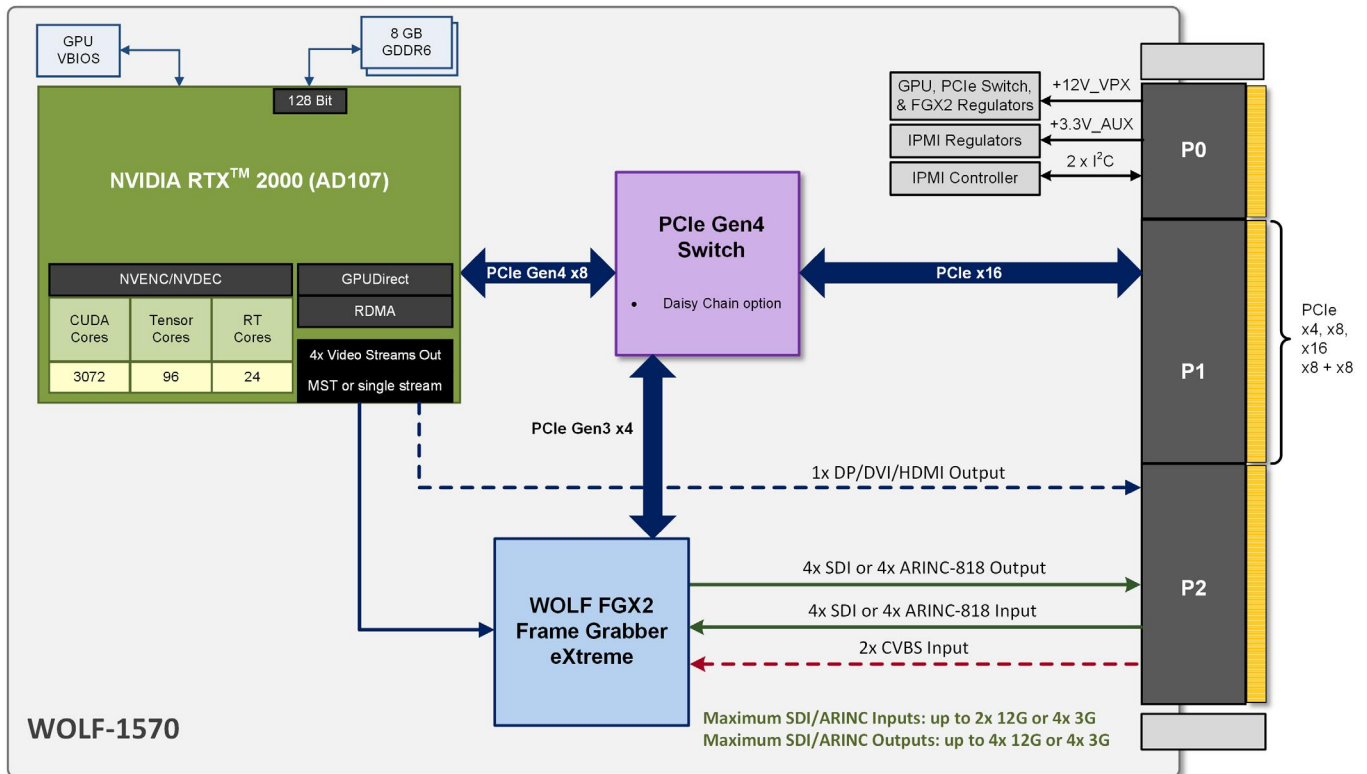 GPU
VBIOS
8 GB
GDDR6
128 Bit
NVIDIA RTX™ 2000 (AD107)
NVENC/NVDEC
CUDA
Cores
Tensor
Cores
RT
Cores
3072
96
24
GPUDirect
RDMA
4x Video Streams Out
MST or single stream
PCIe Gen4 x8
PCIe Gen4
Switch
• Daisy Chain option
PCIe x16
PCIe Gen3 x4
GPU, PCIe Switch,
& FGX2 Regulators
+12V_VPX
IPMI Regulators
+3.3V_AUX
IPMI Controller
2 x I²C
P0
P1
P2
PCIe
x4, x8,
x16
x8 + x8
1x DP/DVI/HDMI Output
WOLF FGX2
Frame Grabber
eXtreme
4x SDI or 4x ARINC-818 Output
4x SDI or 4x ARINC-818 Input
2x CVBS Input
Maximum SDI/ARINC Inputs: up to 2x 12G or 4x 3G
Maximum SDI/ARINC Outputs: up to 4x 12G or 4x 3G
WOLF-1570